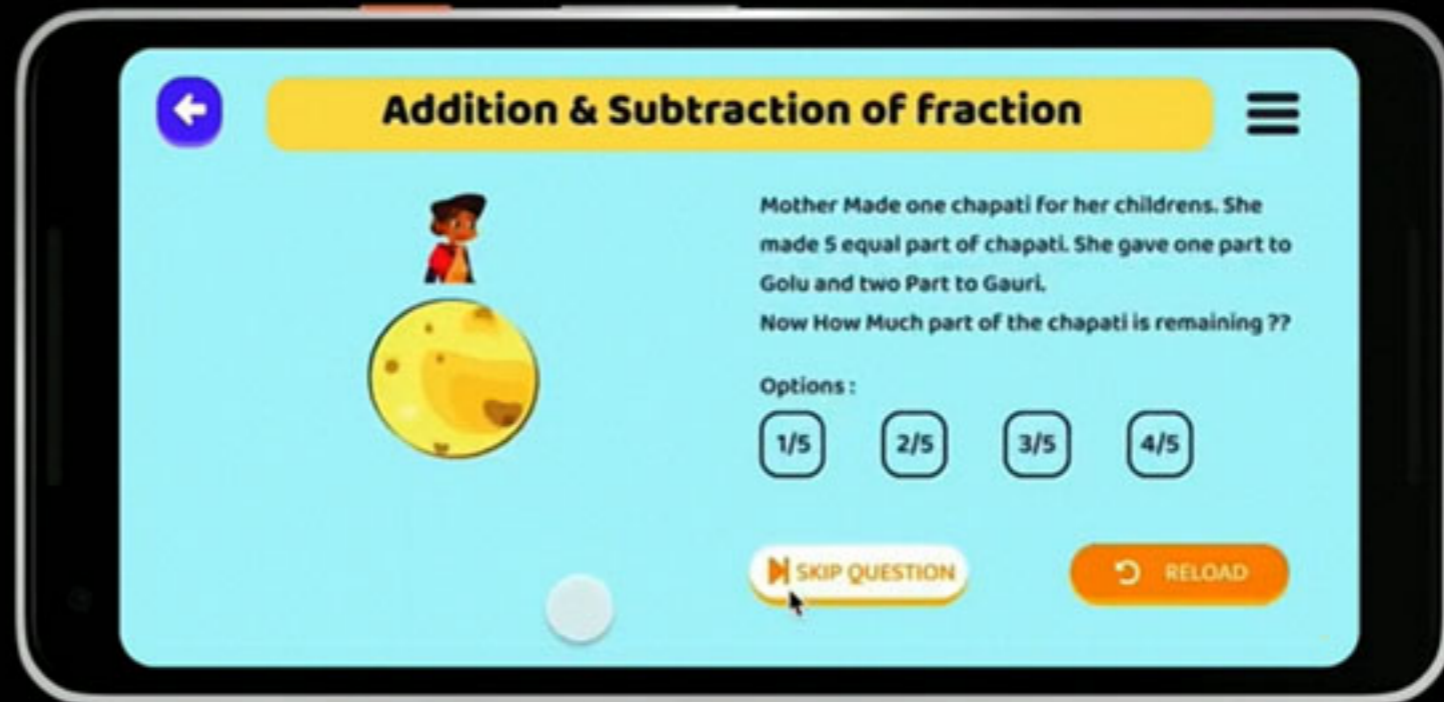 Addition & Subtraction of fraction
Mother Made one chapati for her childrens. She
made 5 equal part of chapati. She gave one part to
Golu and two Part to Gauri.
Now How Much part of the chapati is remaining ??
Options :
1/5 2/5 3/5 4/5
SKIP QUESTION RELOAD